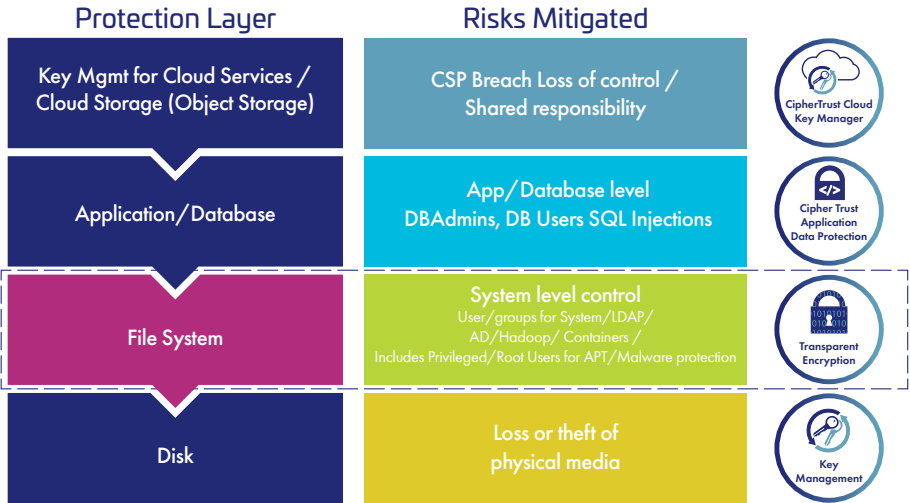 Protection Layer
Risks Mitigated
Key Mgmt for Cloud Services /
Cloud Storage (Object Storage)
CSP Breach Loss of control /
Shared responsibility
CipherTrust Cloud
Key Manager
Application/Database
App/Database level
DBAdmins, DB Users SQL Injections
</>
Cipher Trust
Application
Data Protection
File System
System level control
User/groups for System/LDAP/
AD/Hadoop/ Containers /
Includes Privileged/Root Users for APT/Malware protection
Transparent
Encryption
Disk
Loss or theft of
physical media
Key
Management